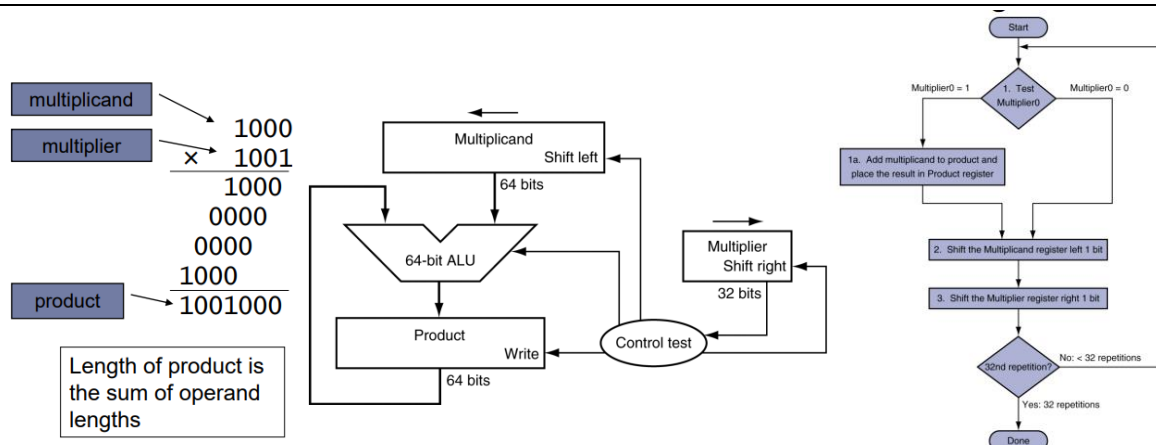 multiplicand
multiplier
1000
× 1001
1000
0000
0000
1000
product
1001000
Length of product is
the sum of operand
lengths
Multiplicand
Shift left
64 bits
64-bit ALU
Multiplier
Shift right
32 bits
Product
Write
Control test
64 bits
Start
Multiplier0 = 1
1. Test
Multiplier0
Multiplier0 = 0
1a. Add multiplicand to product and
place the result in Product register
2. Shift the Multiplicand register left 1 bit
3. Shift the Multiplier register right 1 bit
32nd repetition?
No: < 32 repetitions
Yes: 32 repetitions
Done